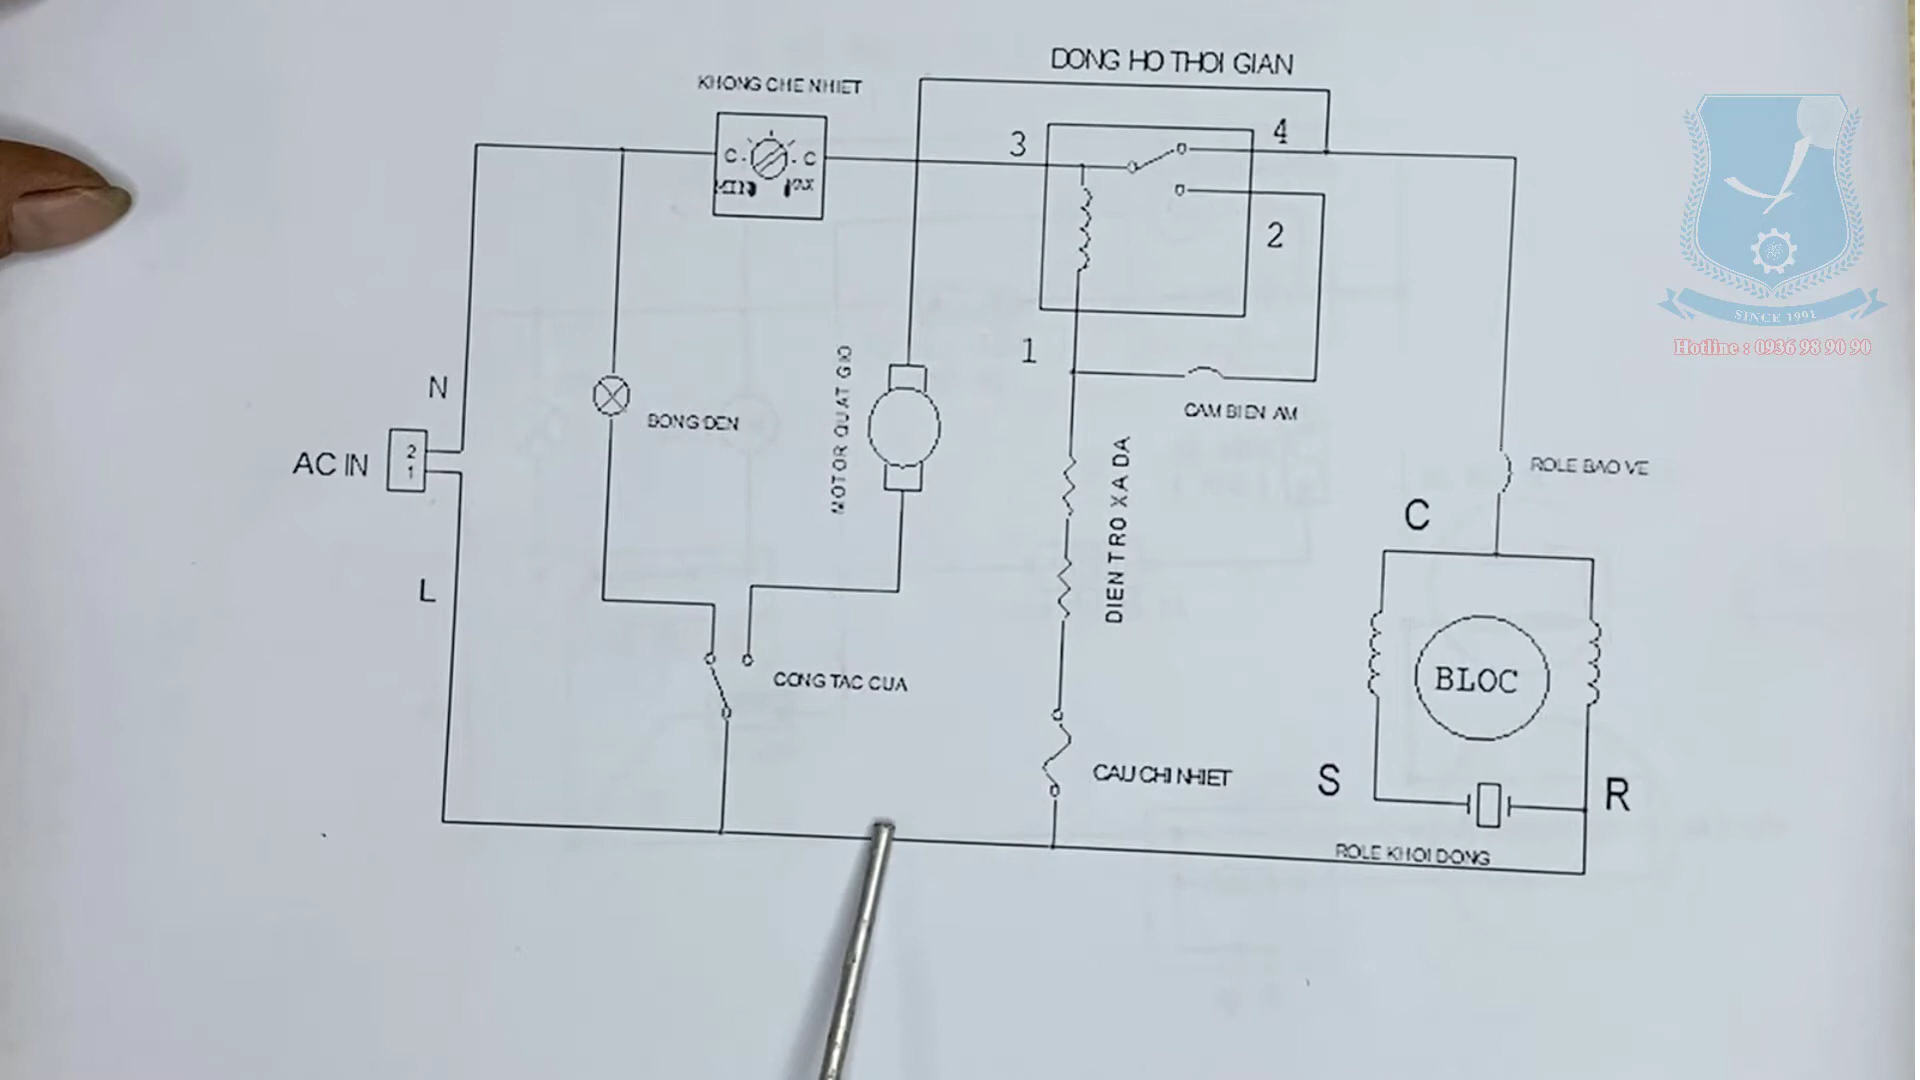 DONG HO THOI GIAN
KHONG CHE NHIET
3
4
C
C
2
1
N
MOTOR QUAT GIO
BONG DEN
CAM BIEN AM
AC IN
2
1
DIEN TRO XA DA
ROLE BAO VE
C
L
CONG TAC CUA
BLOC
CAU CHI NHIET
S
R
ROLE KHOI DONG
SINCE 1991
Hotline : 0936 98 90 90